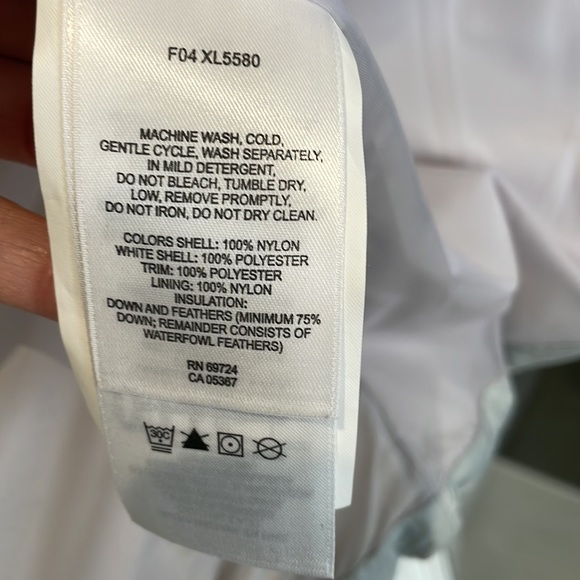 F04 XL5580
MACHINE WASH, COLD,
GENTLE CYCLE, WASH SEPARATELY,
IN MILD DETERGENT,
DO NOT BLEACH, TUMBLE DRY,
LOW, REMOVE PROMPTLY,
DO NOT IRON, DO NOT DRY CLEAN.
COLORS SHELL: 100% NYLON
WHITE SHELL: 100% POLYESTER
TRIM: 100% POLYESTER
LINING: 100% NYLON
INSULATION:
DOWN AND FEATHERS (MINIMUM 75%
DOWN; REMAINDER CONSISTS OF
WATERFOWL FEATHERS)
RN 69724
CA 05367
30C